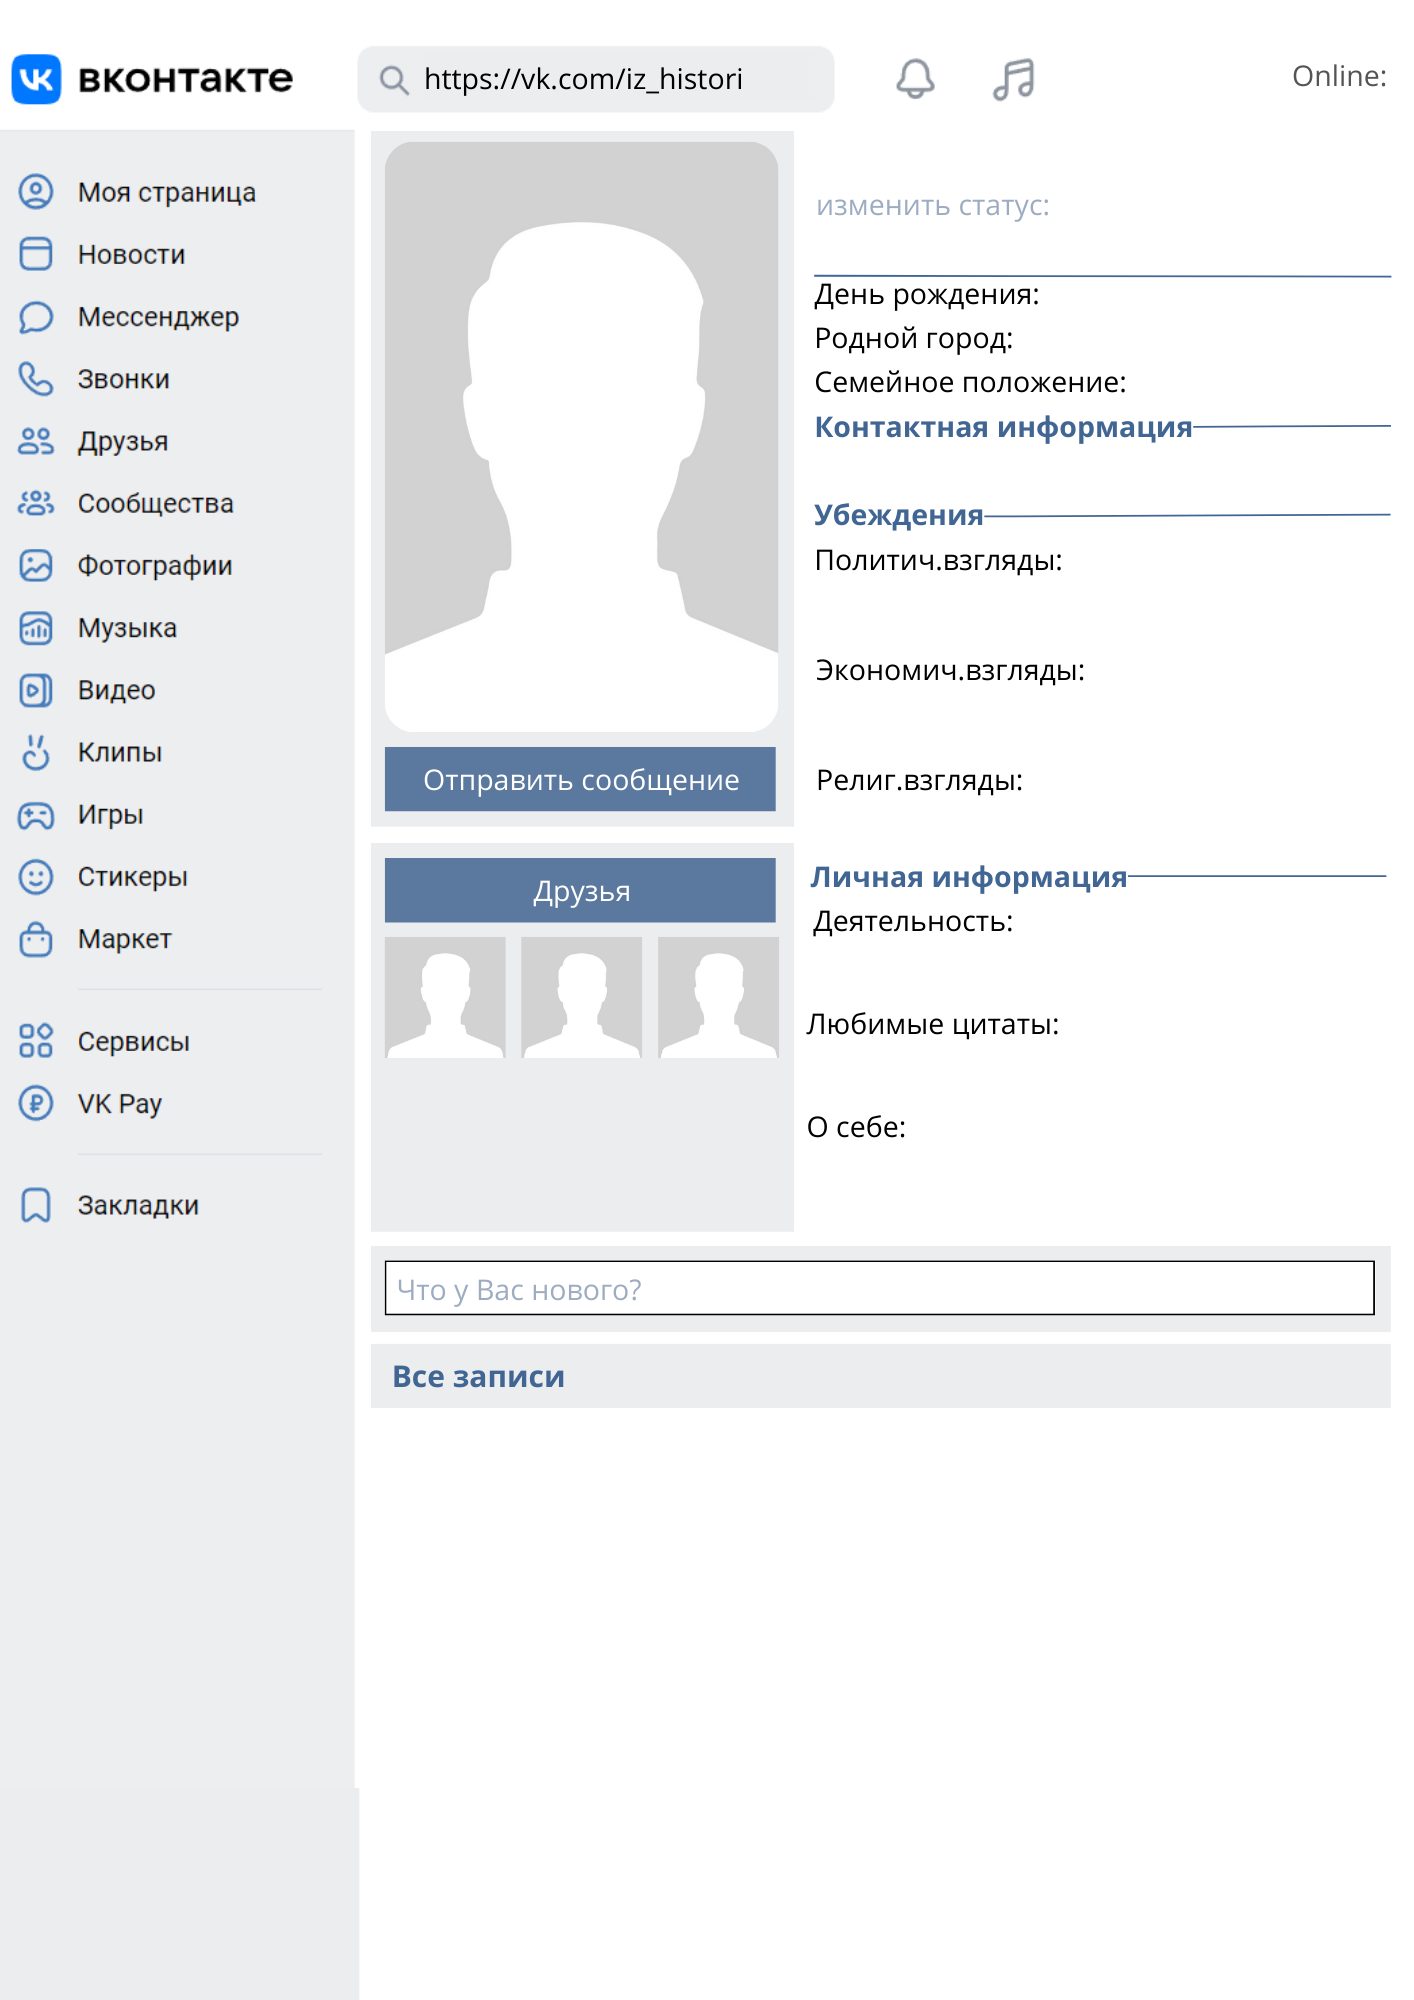 вконтакте
https://vk.com/iz_histori
Online:
Моя страница
Новости
Мессенджер
Звонки
Друзья
Сообщества
Фотографии
Музыка
Видео
Клипы
Игры
Стикеры
Маркет
Сервисы
VK Pay
Закладки
Отправить сообщение
Друзья
изменить статус:
День рождения:
Родной город:
Семейное положение:
Контактная информация
Убеждения
Политич.взгляды:
Экономич.взгляды:
Религ.взгляды:
Личная информация
Деятельность:
Любимые цитаты:
О себе:
Что у Вас нового?
Все записи